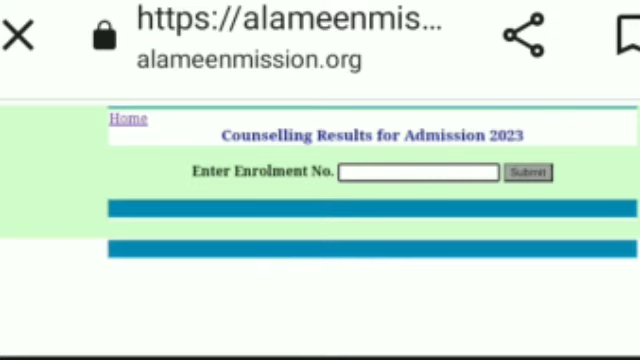 https://alameenmis...
alameenmission.org
Home
Counselling Results for Admission 2023
Enter Enrolment No. Submit